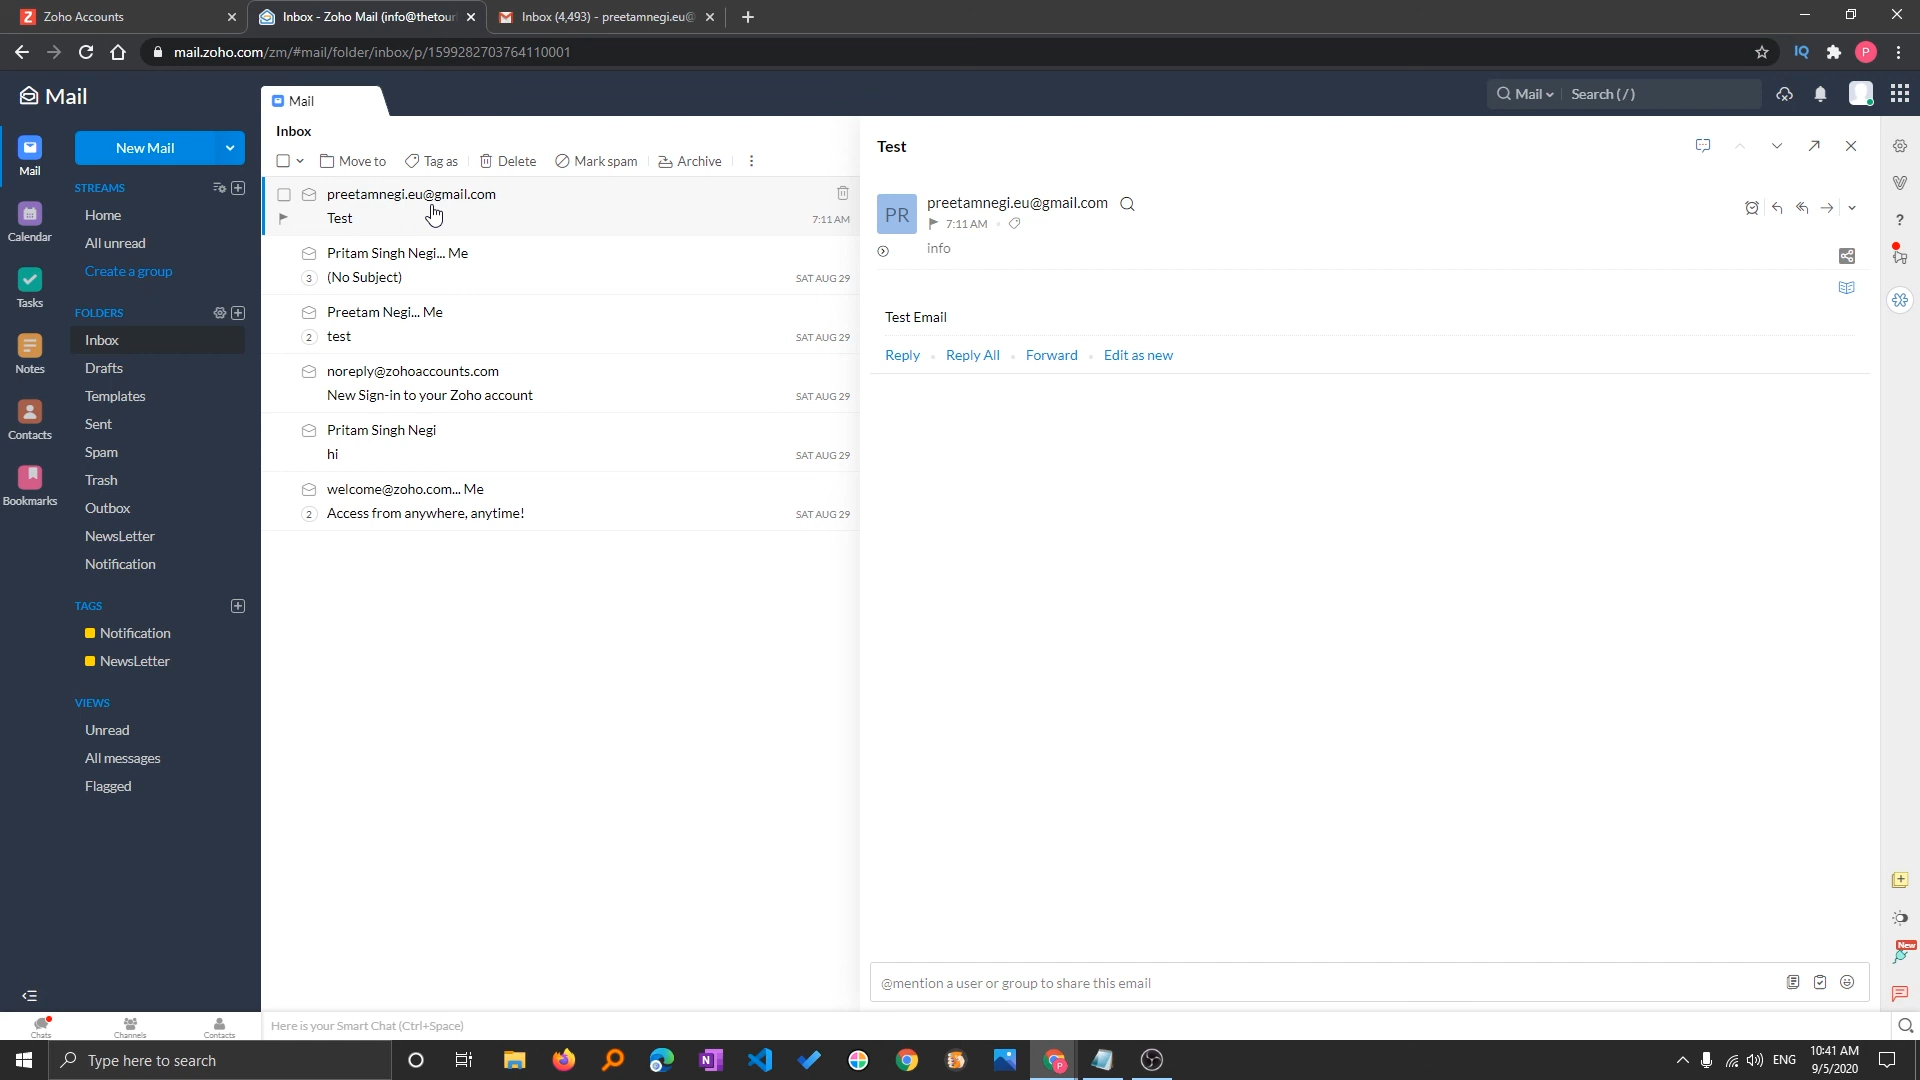 Zoho Accounts
Inbox - Zoho Mail (info@thetour
Inbox (4,493) - preetamnegi.eu@
mail.zoho.com/zm/#mail/folder/inbox/p/1599282703764110001
IQ
P
Mail
Mail
Mail
Search ( / )
Mail
Calendar
Tasks
Notes
Contacts
Bookmarks
New Mail
STREAMS
Home
All unread
Create a group
FOLDERS
Inbox
Drafts
Templates
Sent
Spam
Trash
Outbox
NewsLetter
Notification
TAGS
Notification
NewsLetter
VIEWS
Unread
All messages
Flagged
Inbox
Move to
Tag as
Delete
Mark spam
Archive
preetamnegi.eu@gmail.com
Test
7:11 AM
Pritam Singh Negi... Me
3
(No Subject)
SAT AUG 29
Preetam Negi... Me
2
test
SAT AUG 29
noreply@zohoaccounts.com
New Sign-in to your Zoho account
SAT AUG 29
Pritam Singh Negi
hi
SAT AUG 29
welcome@zoho.com... Me
2
Access from anywhere, anytime!
SAT AUG 29
Test
PR
preetamnegi.eu@gmail.com
7:11 AM
info
Test Email
Reply
Reply All
Forward
Edit as new
@mention a user or group to share this email
New
Chats
Channels
Contacts
Here is your Smart Chat (Ctrl+Space)
Type here to search
ENG
10:41 AM
9/5/2020